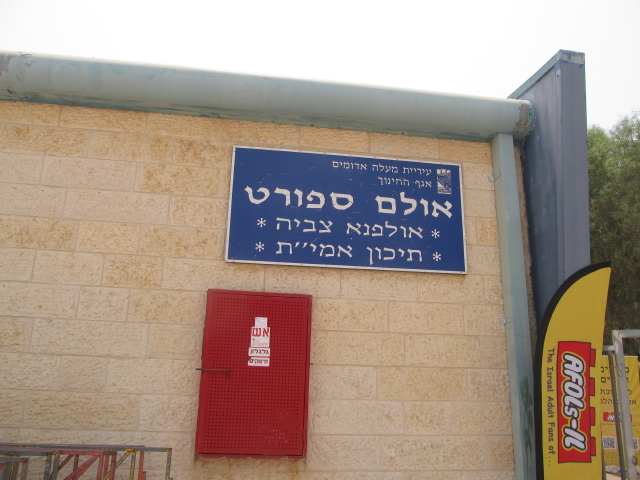 עיריית מעלה אדומים
אגף החינוך
אולם ספורט
* אולפנא צביה *
* תיכון אמי״ת *
אש
גלגלון
AFOLs-IL
The Israel Adult Fans of...